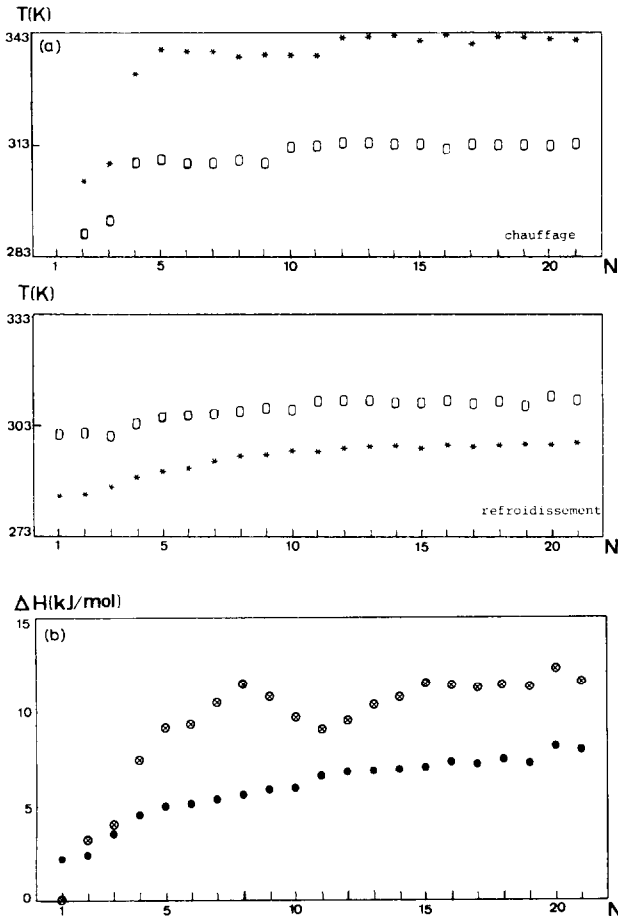 T(K)
343
(a)
313
283
chauffage
1 5 10 15 20 N
T(K)
333
303
273
refroidissement
1 5 10 15 20 N
ΔH(kJ/mol)
15
(b)
10
5
0
1 5 10 15 20 N